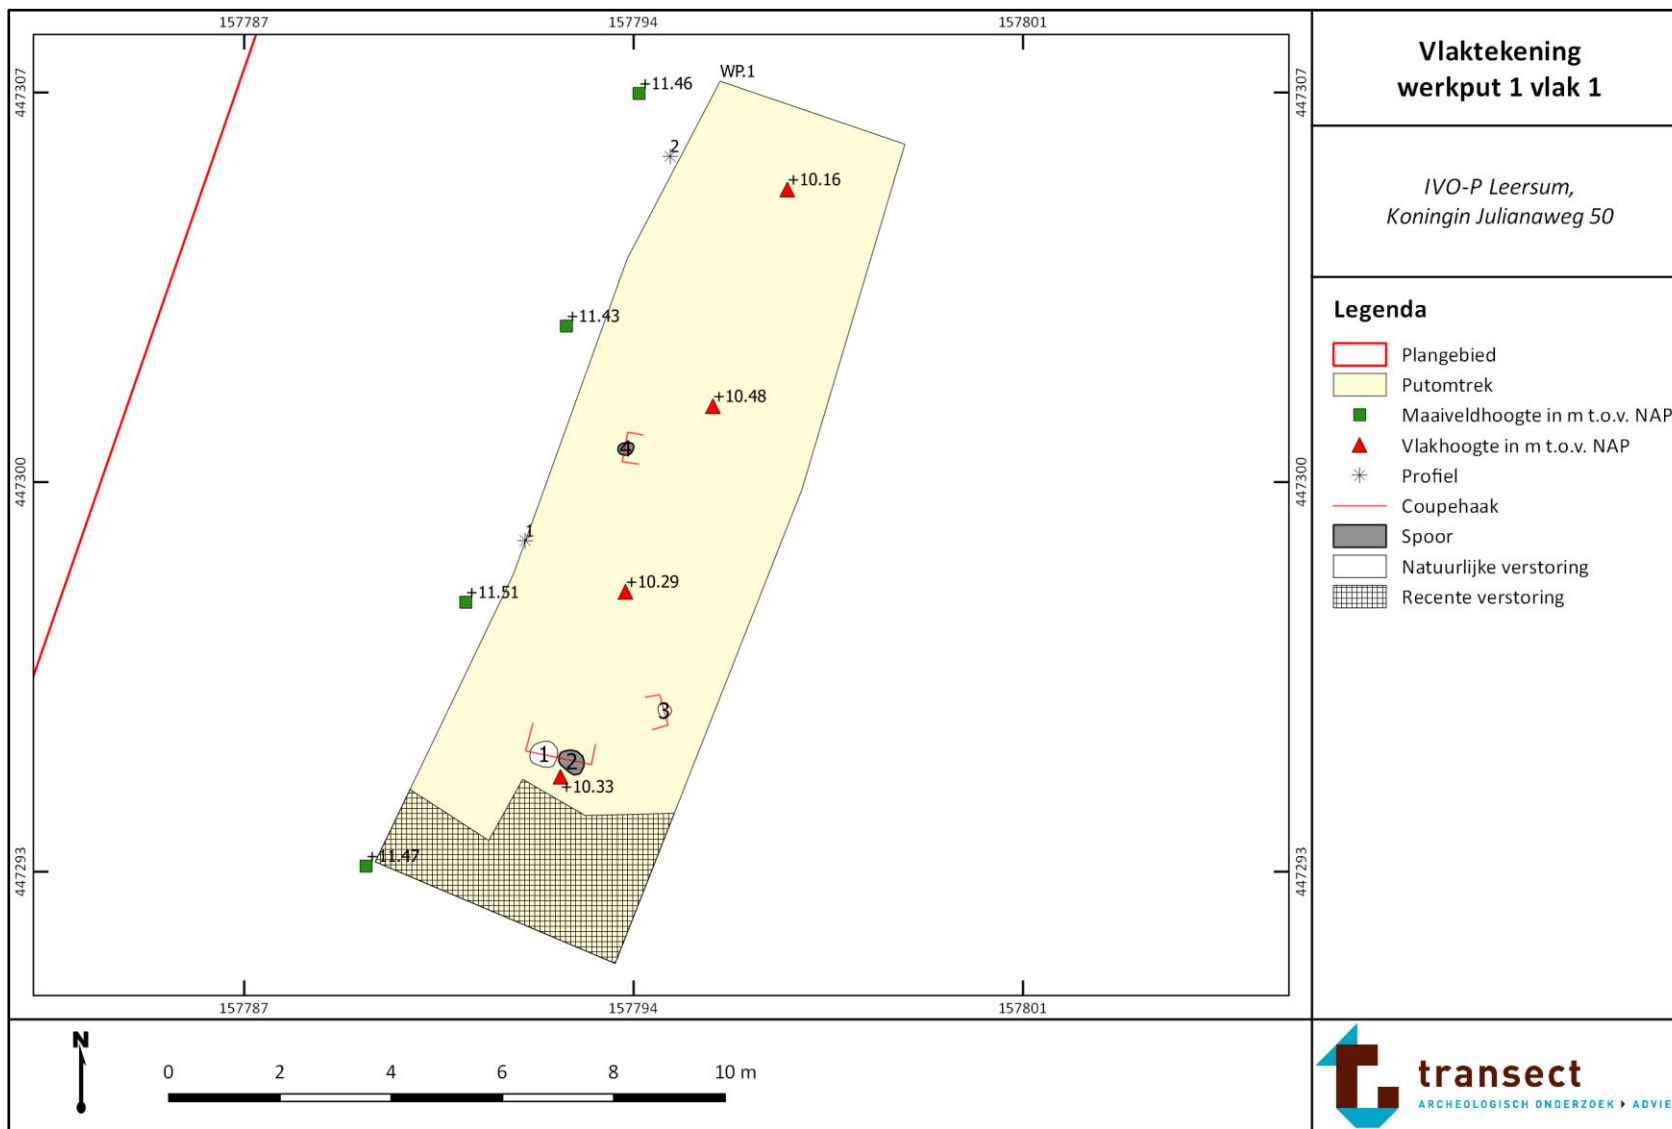 157787
157794
157801
447307
447300
447293
447307
447300
447293
157787
157794
157801
WP.1
+11.46
2
+10.16
+11.43
+10.48
4
1
+10.29
+11.51
3
1
2
+10.33
+11.47
N
0 2 4 6 8 10 m
Vlaktekening
werkput 1 vlak 1
IVO-P Leersum,
Koningin Julianaweg 50
Legenda
Plangebied
Putomtrek
Maaiveldhoogte in m t.o.v. NAP
Vlakhoogte in m t.o.v. NAP
Profiel
Coupehaak
Spoor
Natuurlijke verstoring
Recente verstoring
transect
ARCHEOLOGISCH ONDERZOEK ▸ ADVIE